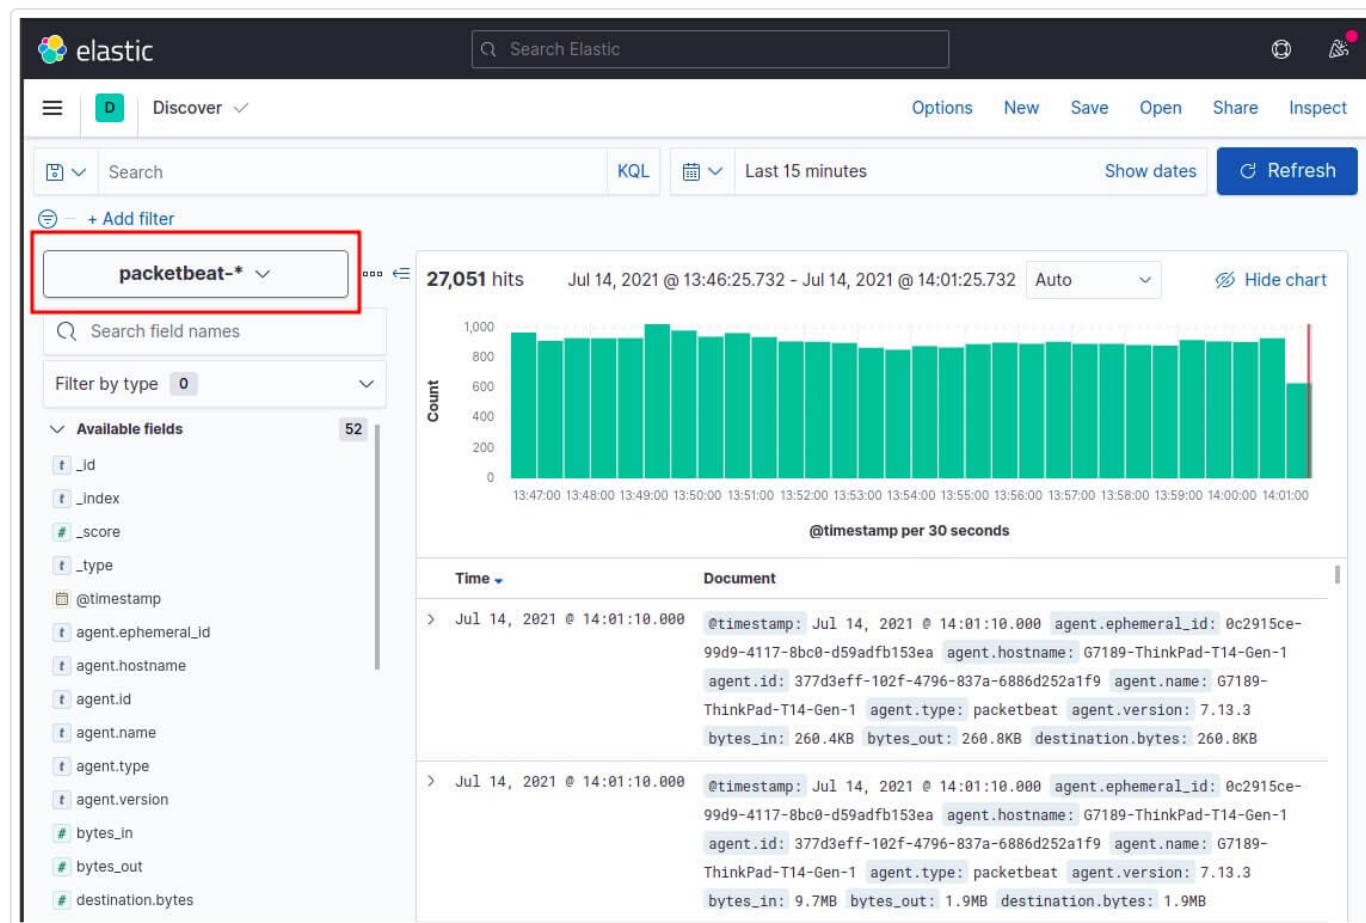 elastic
Search Elastic
D Discover
Options New Save Open Share Inspect
Search KQL Last 15 minutes Show dates Refresh
+ Add filter
packetbeat-*
Search field names
Filter by type 0
Available fields 52
t _id
t _index
# _score
t _type
@timestamp
t agent.ephemeral_id
t agent.hostname
t agent.id
t agent.name
t agent.type
t agent.version
# bytes_in
# bytes_out
# destination.bytes
27,051 hits Jul 14, 2021 @ 13:46:25.732 - Jul 14, 2021 @ 14:01:25.732 Auto Hide chart
Count
1,000
800
600
400
200
0
13:47:00 13:48:00 13:49:00 13:50:00 13:51:00 13:52:00 13:53:00 13:54:00 13:55:00 13:56:00 13:57:00 13:58:00 13:59:00 14:00:00 14:01:00
@timestamp per 30 seconds
Time Document
Jul 14, 2021 @ 14:01:10.000 @timestamp: Jul 14, 2021 @ 14:01:10.000 agent.ephemeral_id: 0c2915ce-
99d9-4117-8bc0-d59adfb153ea agent.hostname: G7189-ThinkPad-T14-Gen-1
agent.id: 377d3eff-102f-4796-837a-6886d252a1f9 agent.name: G7189-
ThinkPad-T14-Gen-1 agent.type: packetbeat agent.version: 7.13.3
bytes_in: 260.4KB bytes_out: 260.8KB destination.bytes: 260.8KB
Jul 14, 2021 @ 14:01:10.000 @timestamp: Jul 14, 2021 @ 14:01:10.000 agent.ephemeral_id: 0c2915ce-
99d9-4117-8bc0-d59adfb153ea agent.hostname: G7189-ThinkPad-T14-Gen-1
agent.id: 377d3eff-102f-4796-837a-6886d252a1f9 agent.name: G7189-
ThinkPad-T14-Gen-1 agent.type: packetbeat agent.version: 7.13.3
bytes_in: 9.7MB bytes_out: 1.9MB destination.bytes: 1.9MB